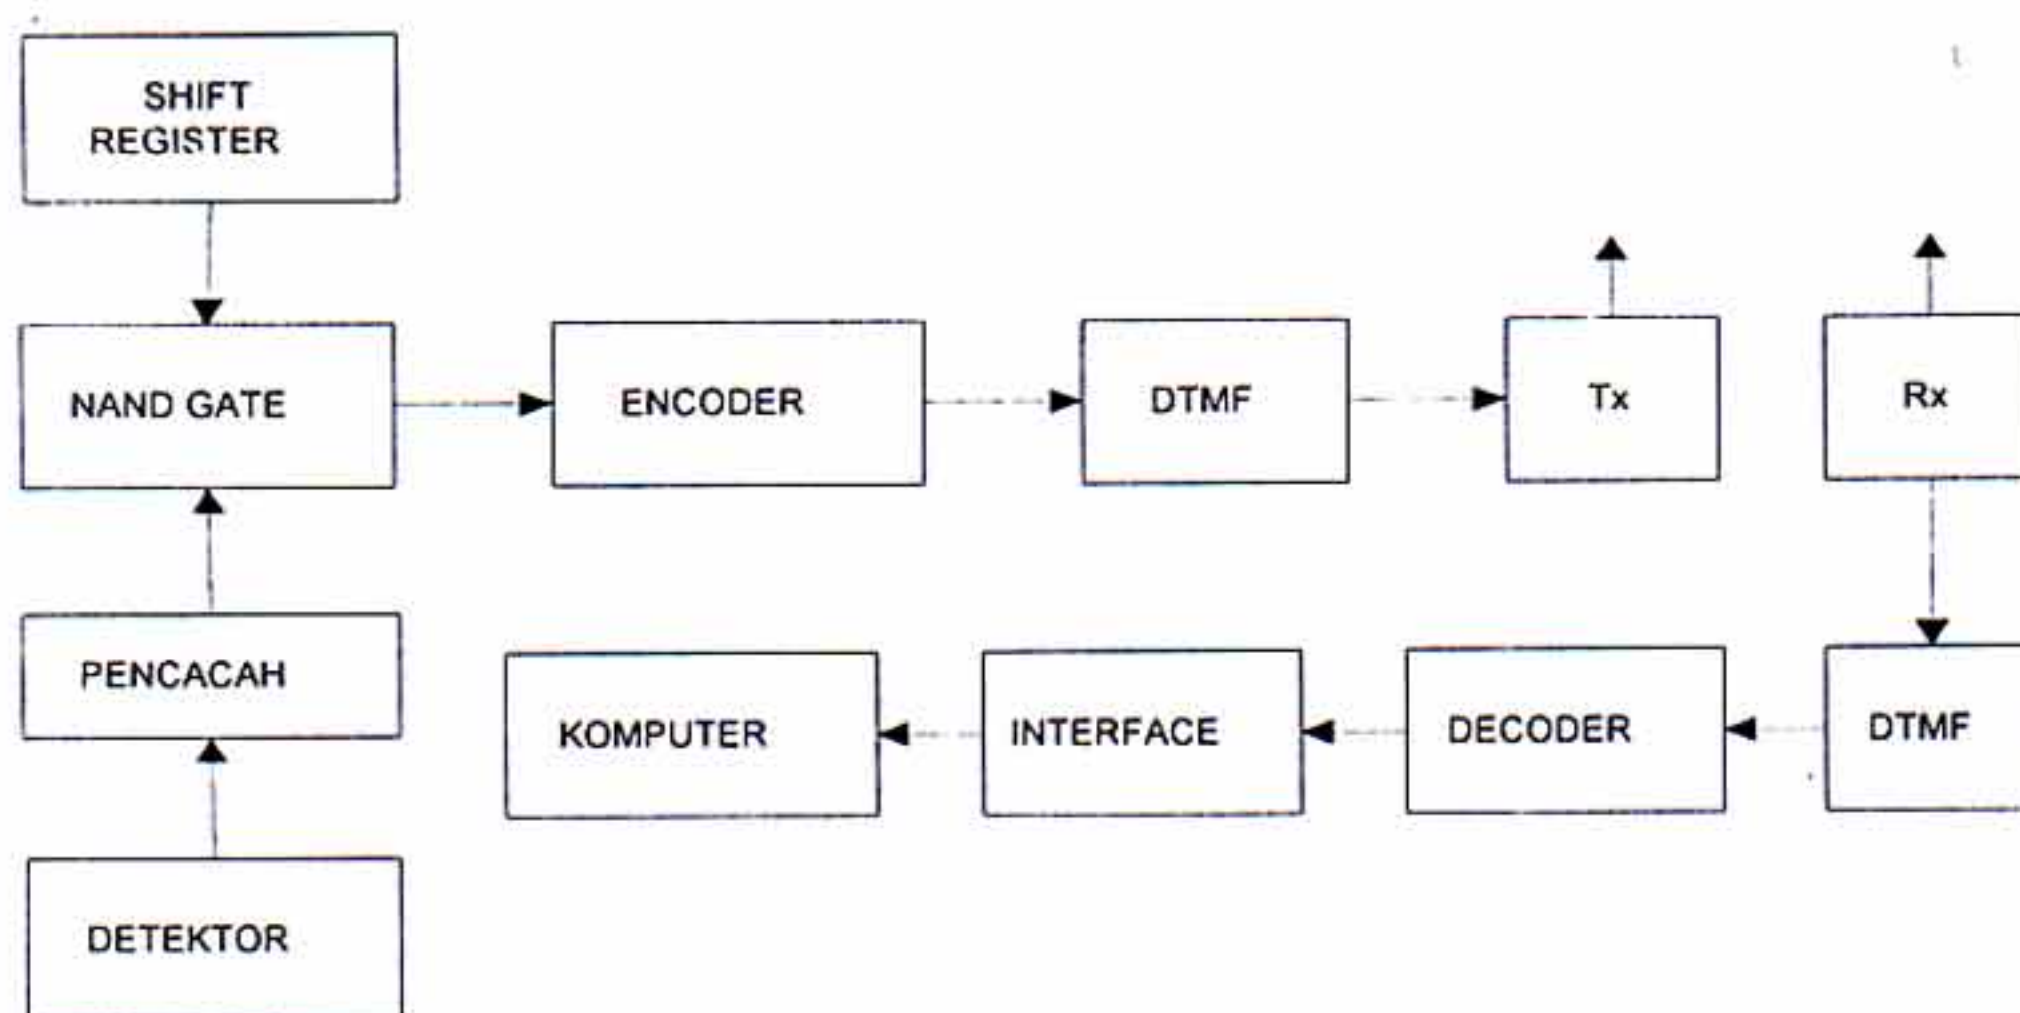 SHIFT
REGISTER
NAND GATE
ENCODER
DTMF
Tx
Rx
PENCACAH
KOMPUTER
INTERFACE
DECODER
DTMF
DETEKTOR